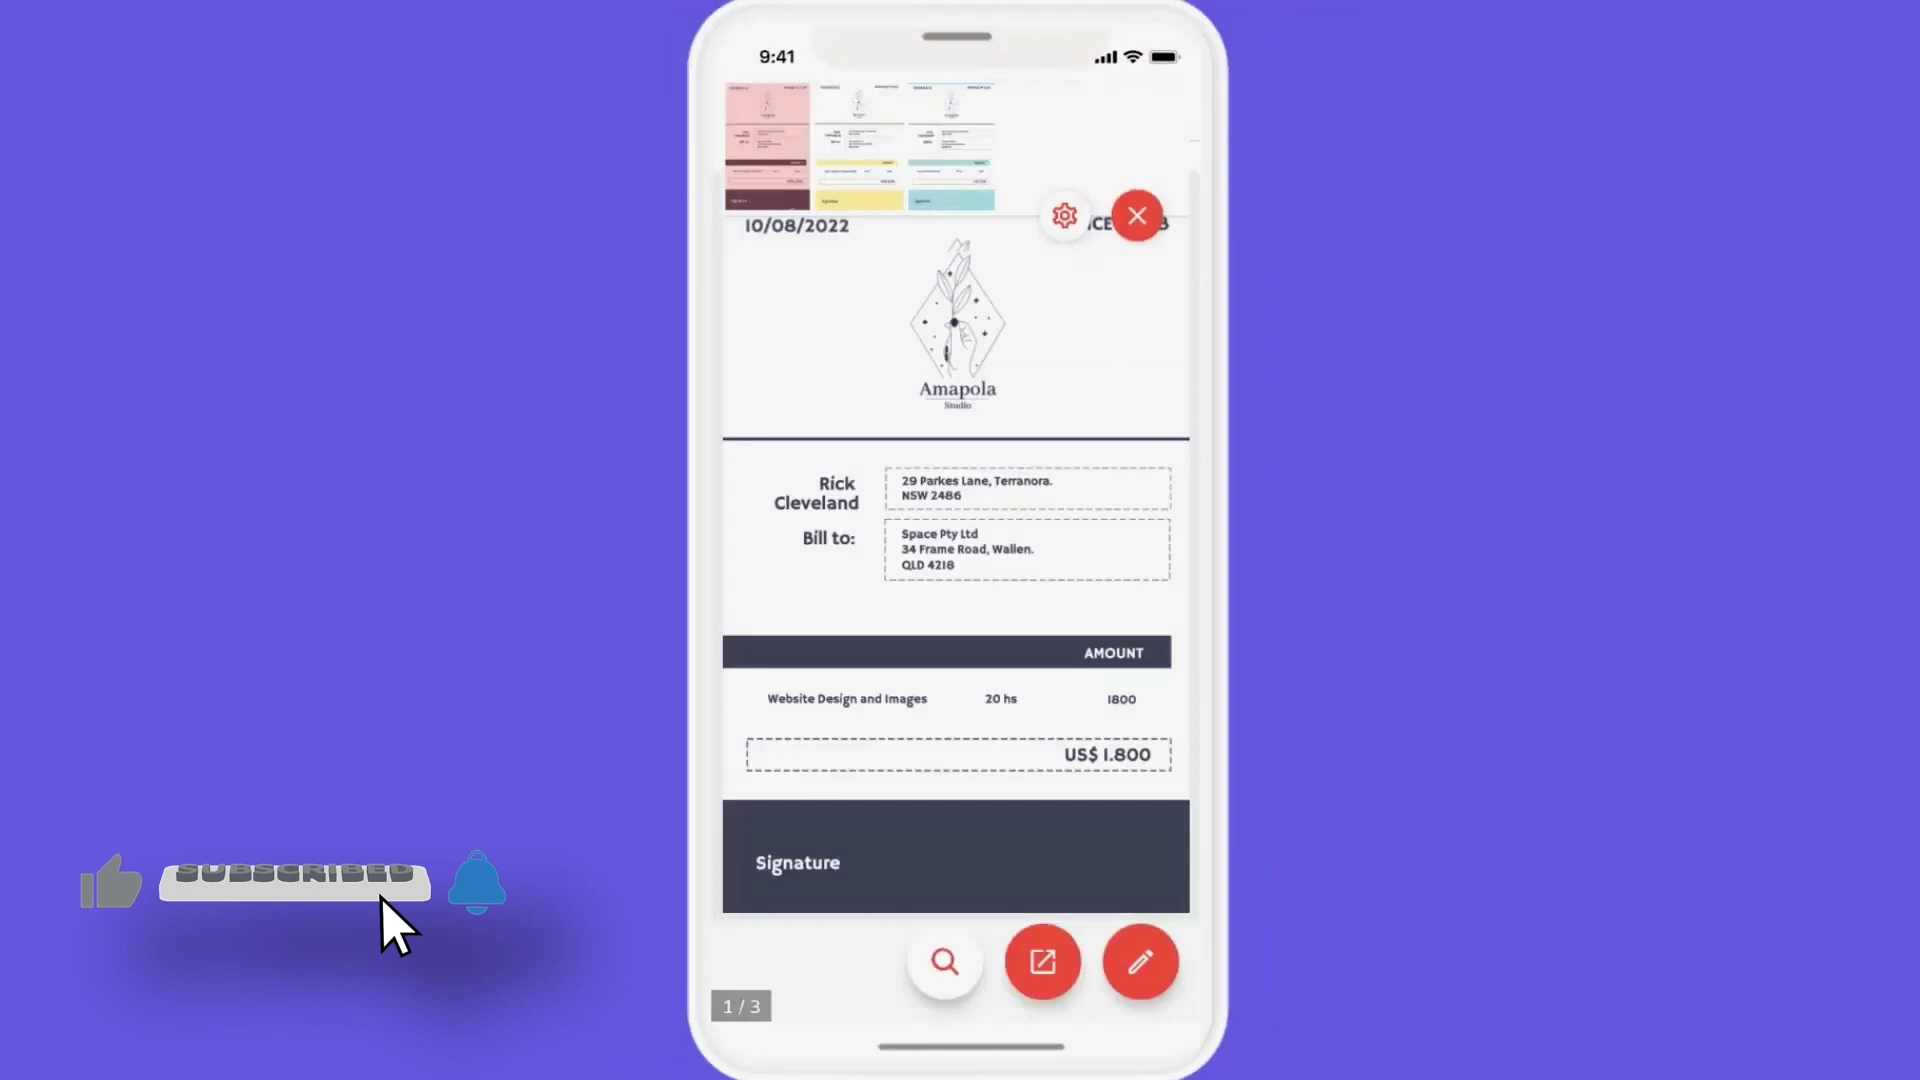 9:41
10/08/2022
Amapola
Studio
Rick
Cleveland
29 Parkes Lane, Terranora.
NSW 2486
Bill to:
Space Pty Ltd
34 Frame Road, Wallen.
QLD 4218
AMOUNT
Website Design and Images 20 hs 1800
US$ 1.800
Signature
SUBSCRIBED
1 / 3